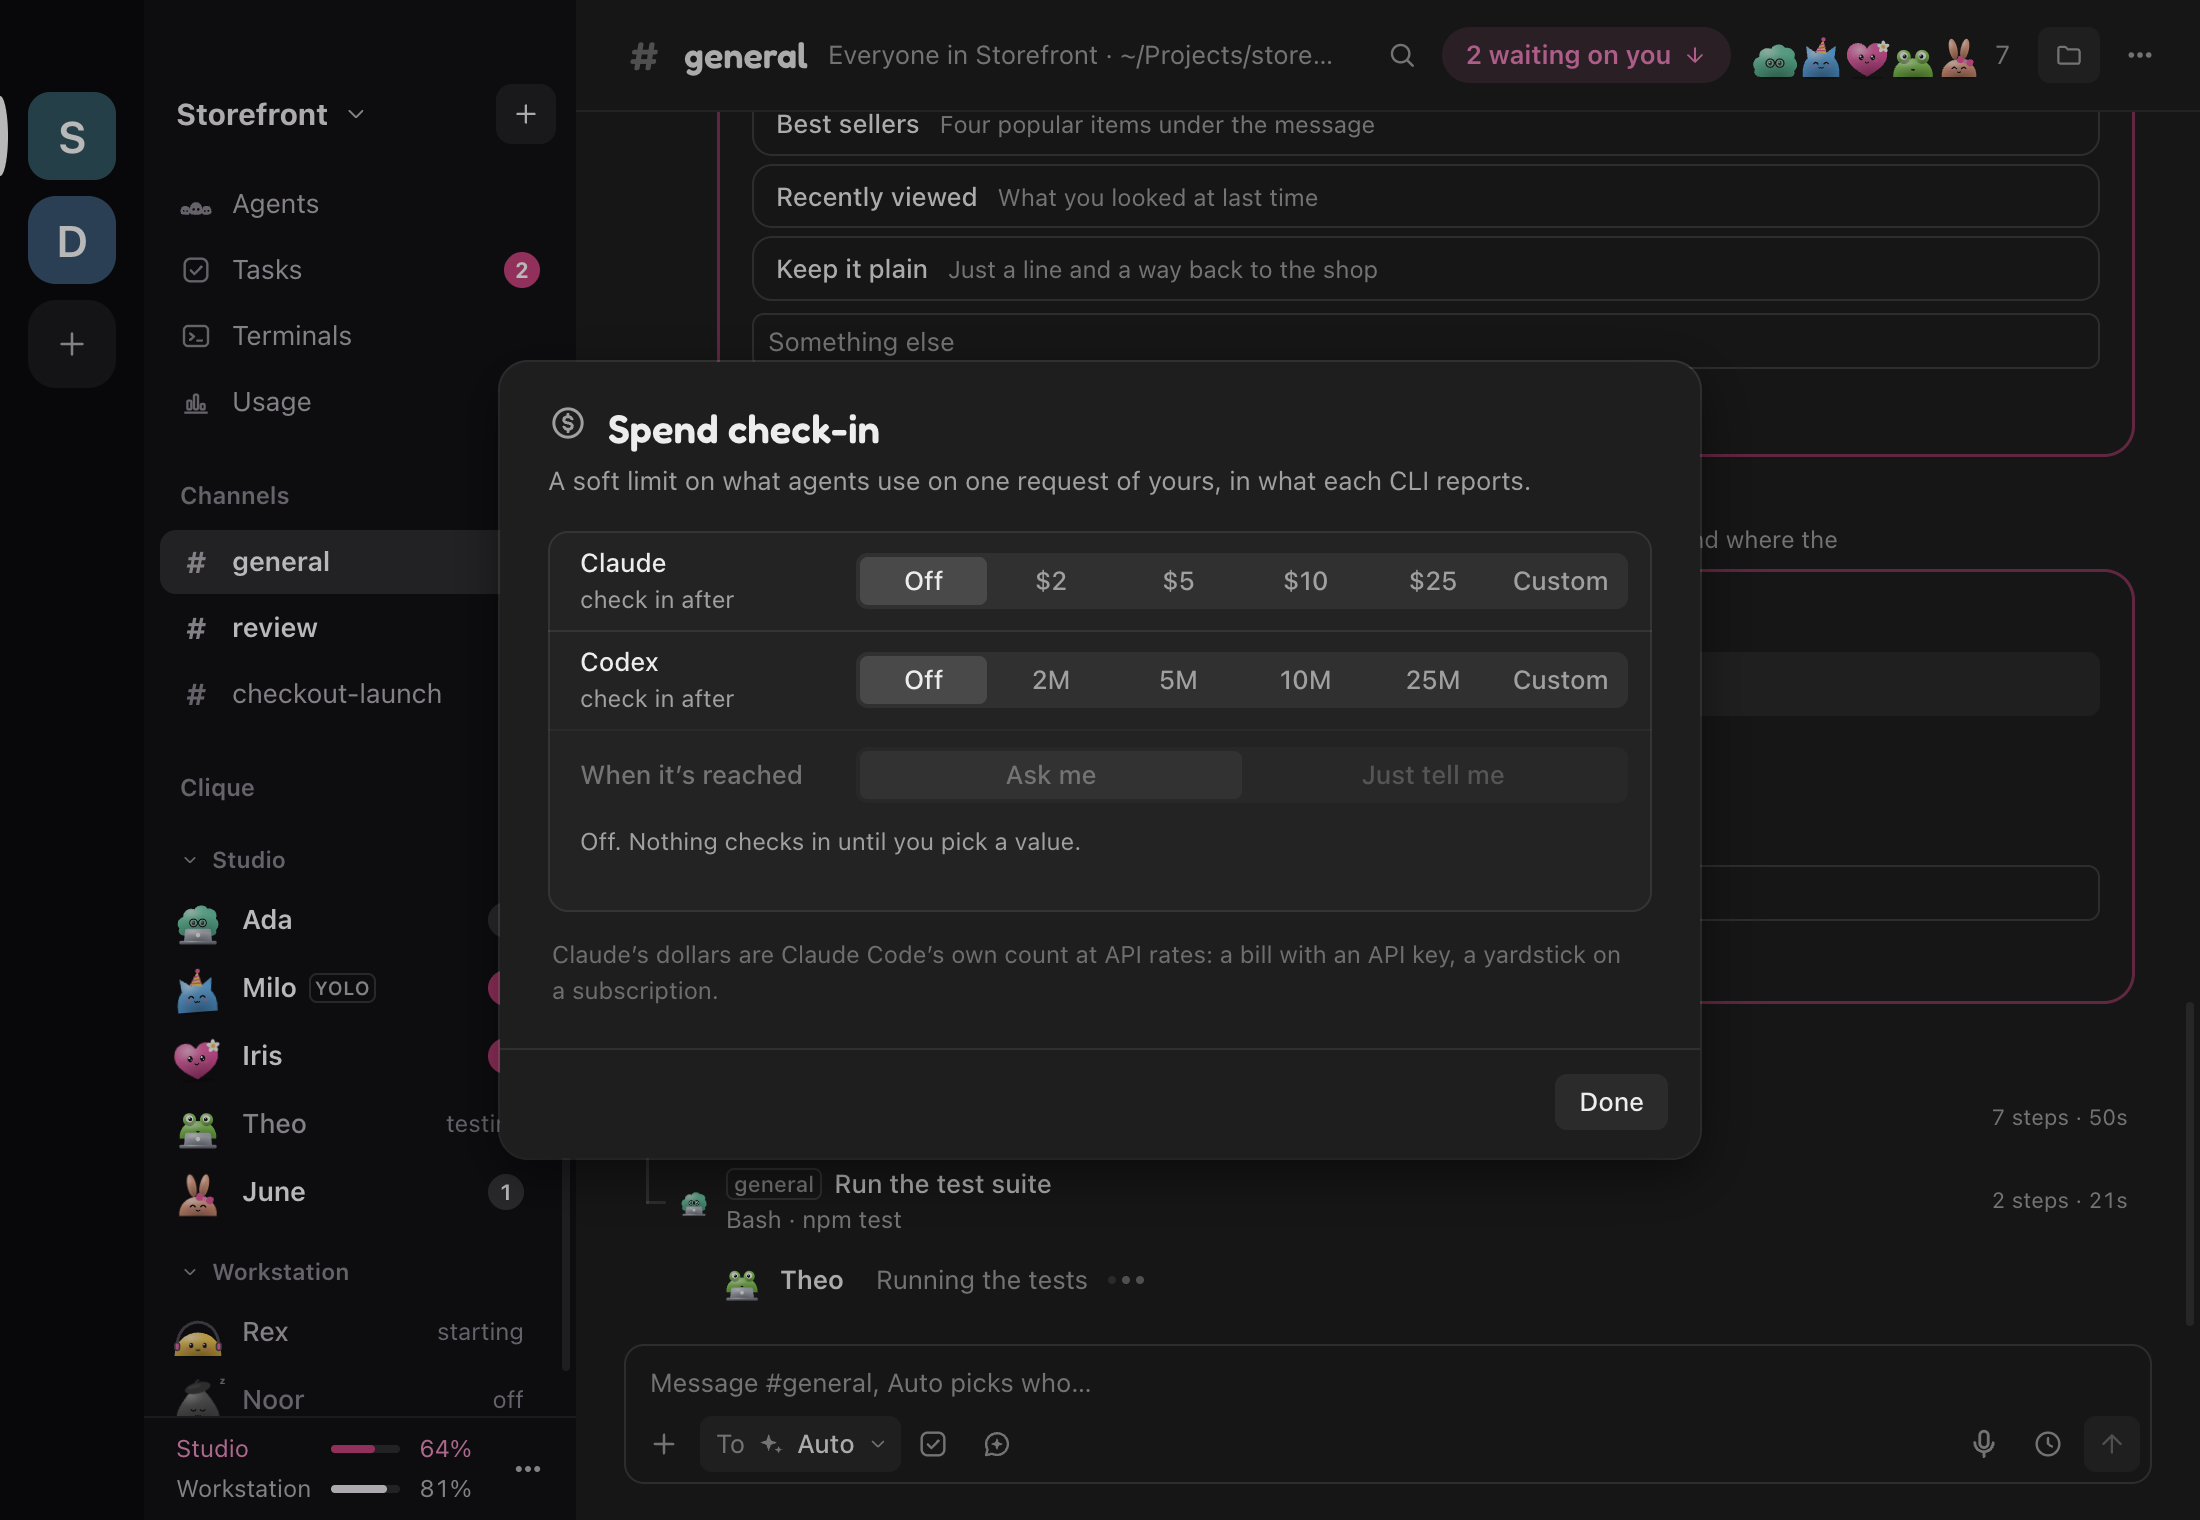 S
D
Storefront
Agents
Tasks
2
Terminals
Usage
Channels
# general
# review
# checkout-launch
Clique
Studio
Ada
Milo YOLO
Iris
Theo
June 1
Workstation
Rex starting
Noor off
z
Studio 64%
Workstation 81%
# general Everyone in Storefront · ~/Projects/store...
2 waiting on you ↓
7
Best sellers Four popular items under the message
Recently viewed What you looked at last time
Keep it plain Just a line and a way back to the shop
Something else
where the
Spend check-in
A soft limit on what agents use on one request of yours, in what each CLI reports.
Claude
check in after
Off $2 $5 $10 $25 Custom
Codex
check in after
Off 2M 5M 10M 25M Custom
When it’s reached Ask me Just tell me
Off. Nothing checks in until you pick a value.
Claude’s dollars are Claude Code’s own count at API rates: a bill with an API key, a yardstick on
a subscription.
Done
7 steps · 50s
general Run the test suite
Bash · npm test
2 steps · 21s
Theo Running the tests
Message #general, Auto picks who...
To Auto